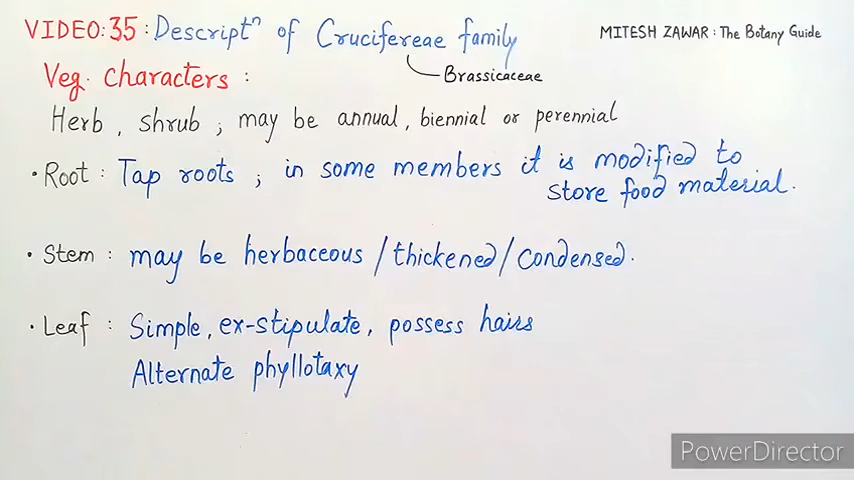 VIDEO:35: Descriptⁿ of Crucifereae family
MITESH ZAWAR: The Botany Guide
Brassicaceae
Veg. Characters :
Herb, shrub ; may be annual, biennial or perennial
• Root : Tap roots ; in some members it is modified to
store food material.
• Stem : may be herbaceous / thickened / condensed.
• Leaf : Simple, ex-stipulate, possess hairs
Alternate phyllotaxy
PowerDirector